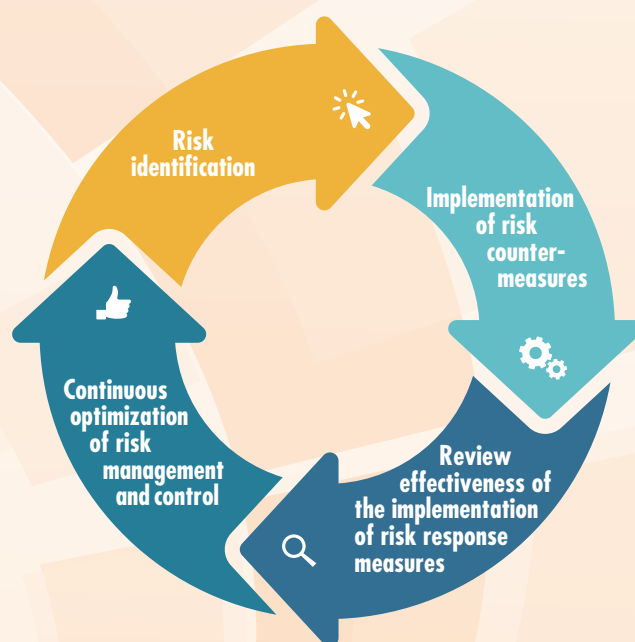 Risk
identification
Implementation
of risk
counter-
measures
Review
effectiveness of
the implementation
of risk response
measures
Continuous
optimization
of risk
management
and control